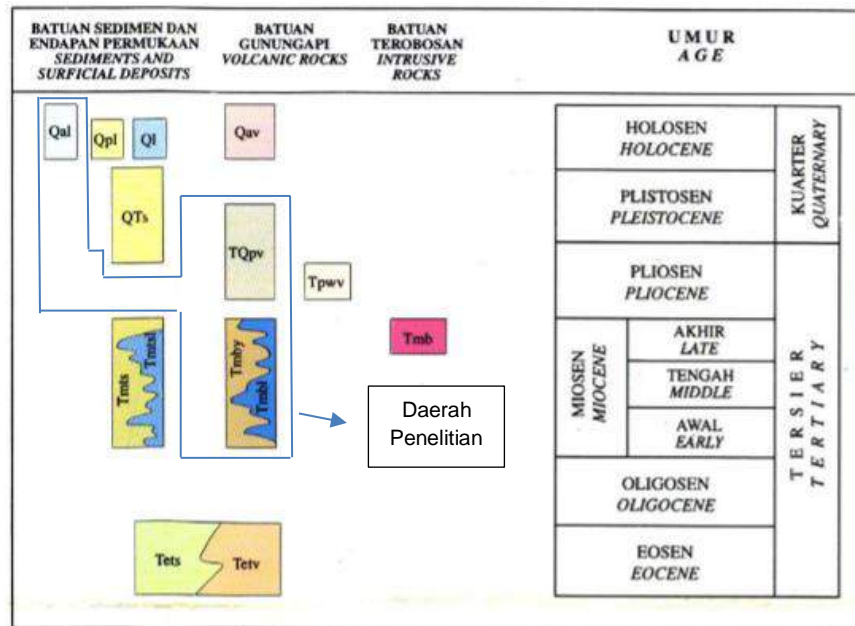 BATUAN SEDIMEN DAN
ENDAPAN PERMUKAAN
SEDIMENTS AND
SURFICIAL DEPOSITS
BATUAN
GUNUNGAPI
VOLCANIC ROCKS
BATUAN
TEROBOSAN
INTRUSIVE
ROCKS
UMUR
AGE
Qal
Qpl
Ql
Qav
QTs
TQpv
Tpwv
Tmts
Tmtsl
Tmby
Tmbl
Tmb
Daerah
Penelitian
Tets
Tetv
HOLOSEN
HOLOCENE
PLISTOSEN
PLEISTOCENE
KUARTER
QUATERNARY
PLIOSEN
PLIOCENE
MIOSEN
MIOCENE
AKHIR
LATE
TENGAH
MIDDLE
AWAL
EARLY
OLIGOSEN
OLIGOCENE
EOSEN
EOCENE
TERSIER
TERTIARY